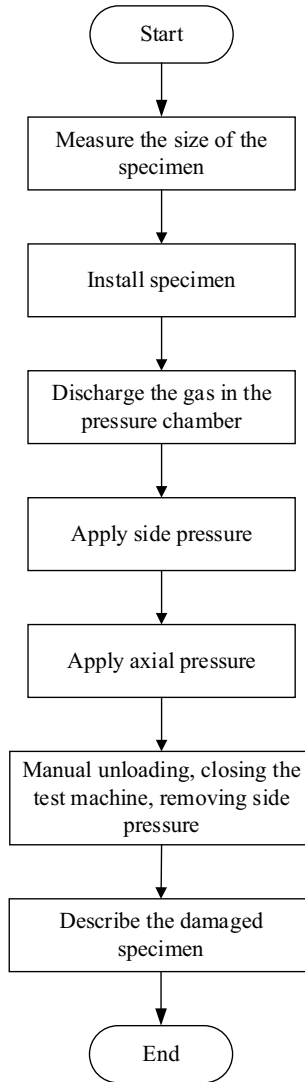 Start
Measure the size of the
specimen
Install specimen
Discharge the gas in the
pressure chamber
Apply side pressure
Apply axial pressure
Manual unloading, closing the
test machine, removing side
pressure
Describe the damaged
specimen
End